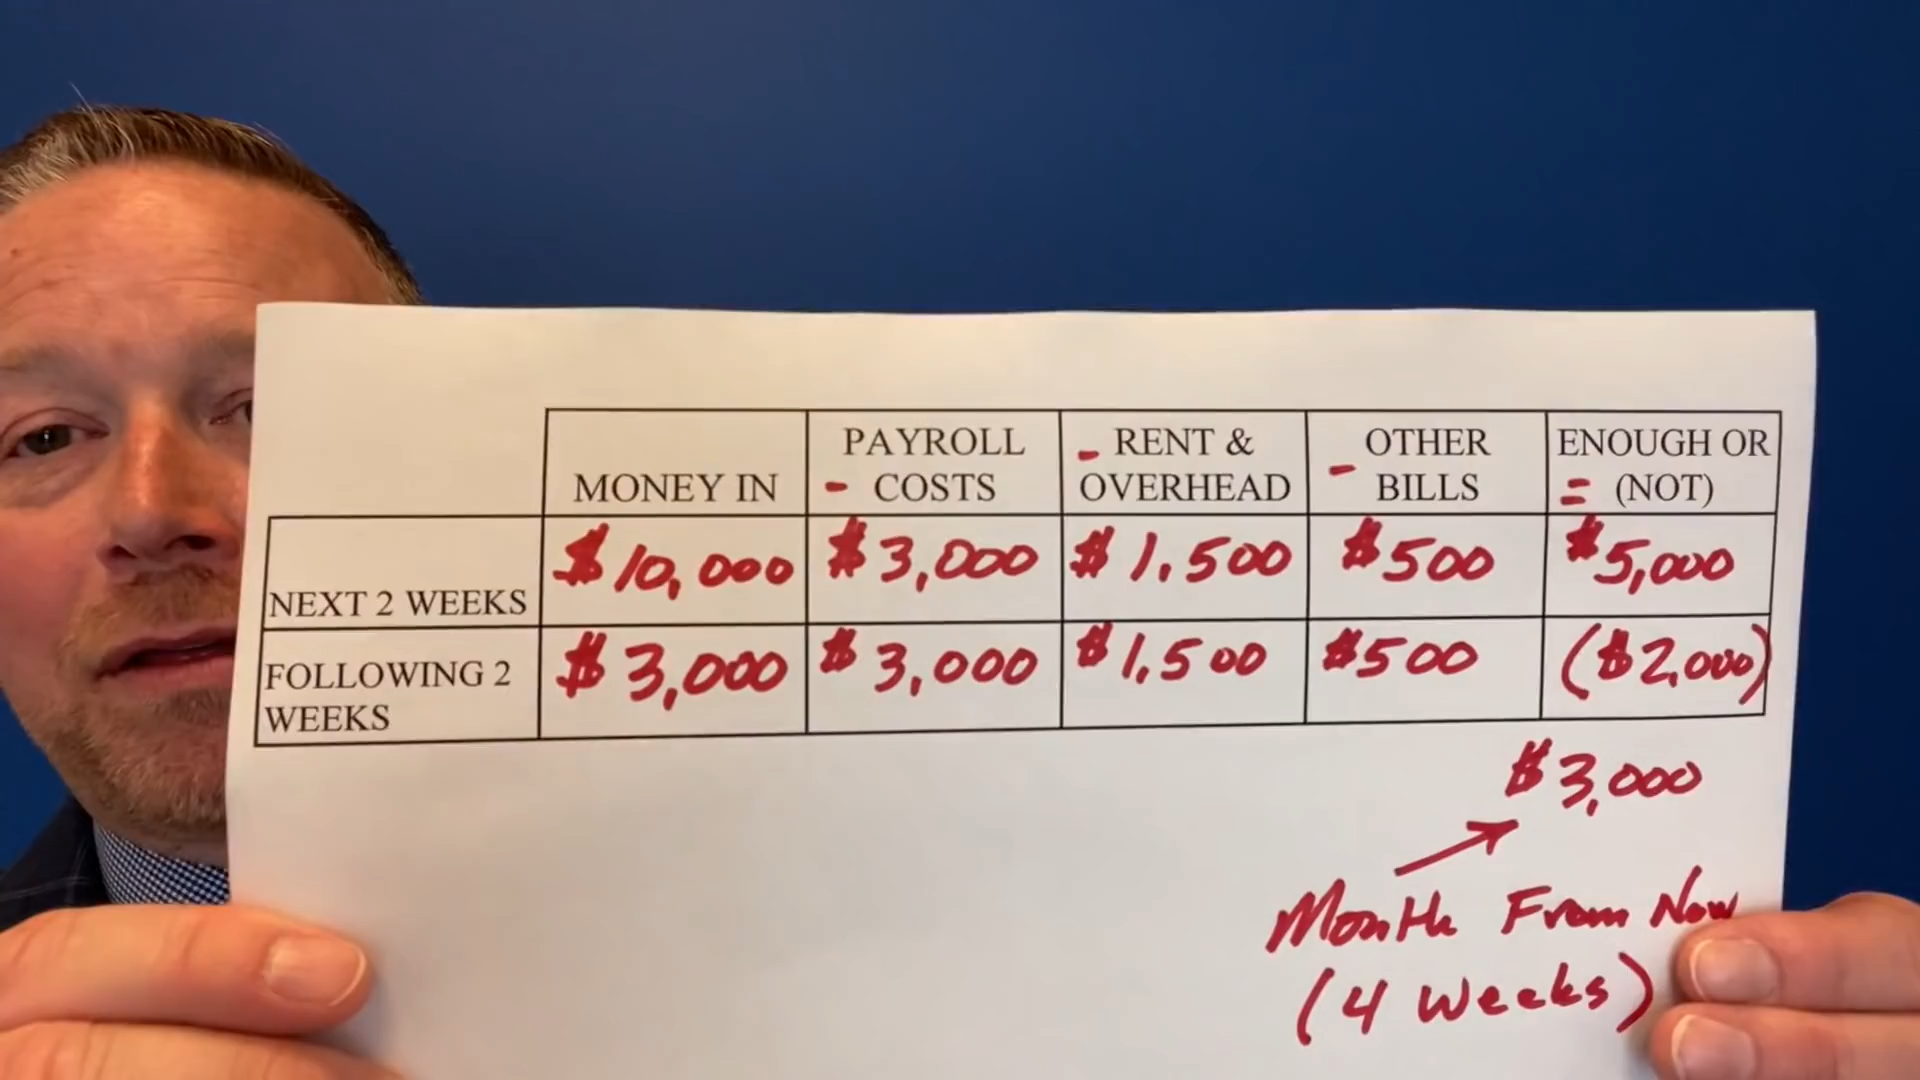 MONEY IN
PAYROLL
- COSTS
- RENT &
OVERHEAD
- OTHER
BILLS
ENOUGH OR
= (NOT)
NEXT 2 WEEKS
$10,000
$3,000
$1,500
$500
$5,000
FOLLOWING 2
WEEKS
$3,000
$3,000
$1,500
$500
($2,000)
$3,000
Month From Now
(4 Weeks)